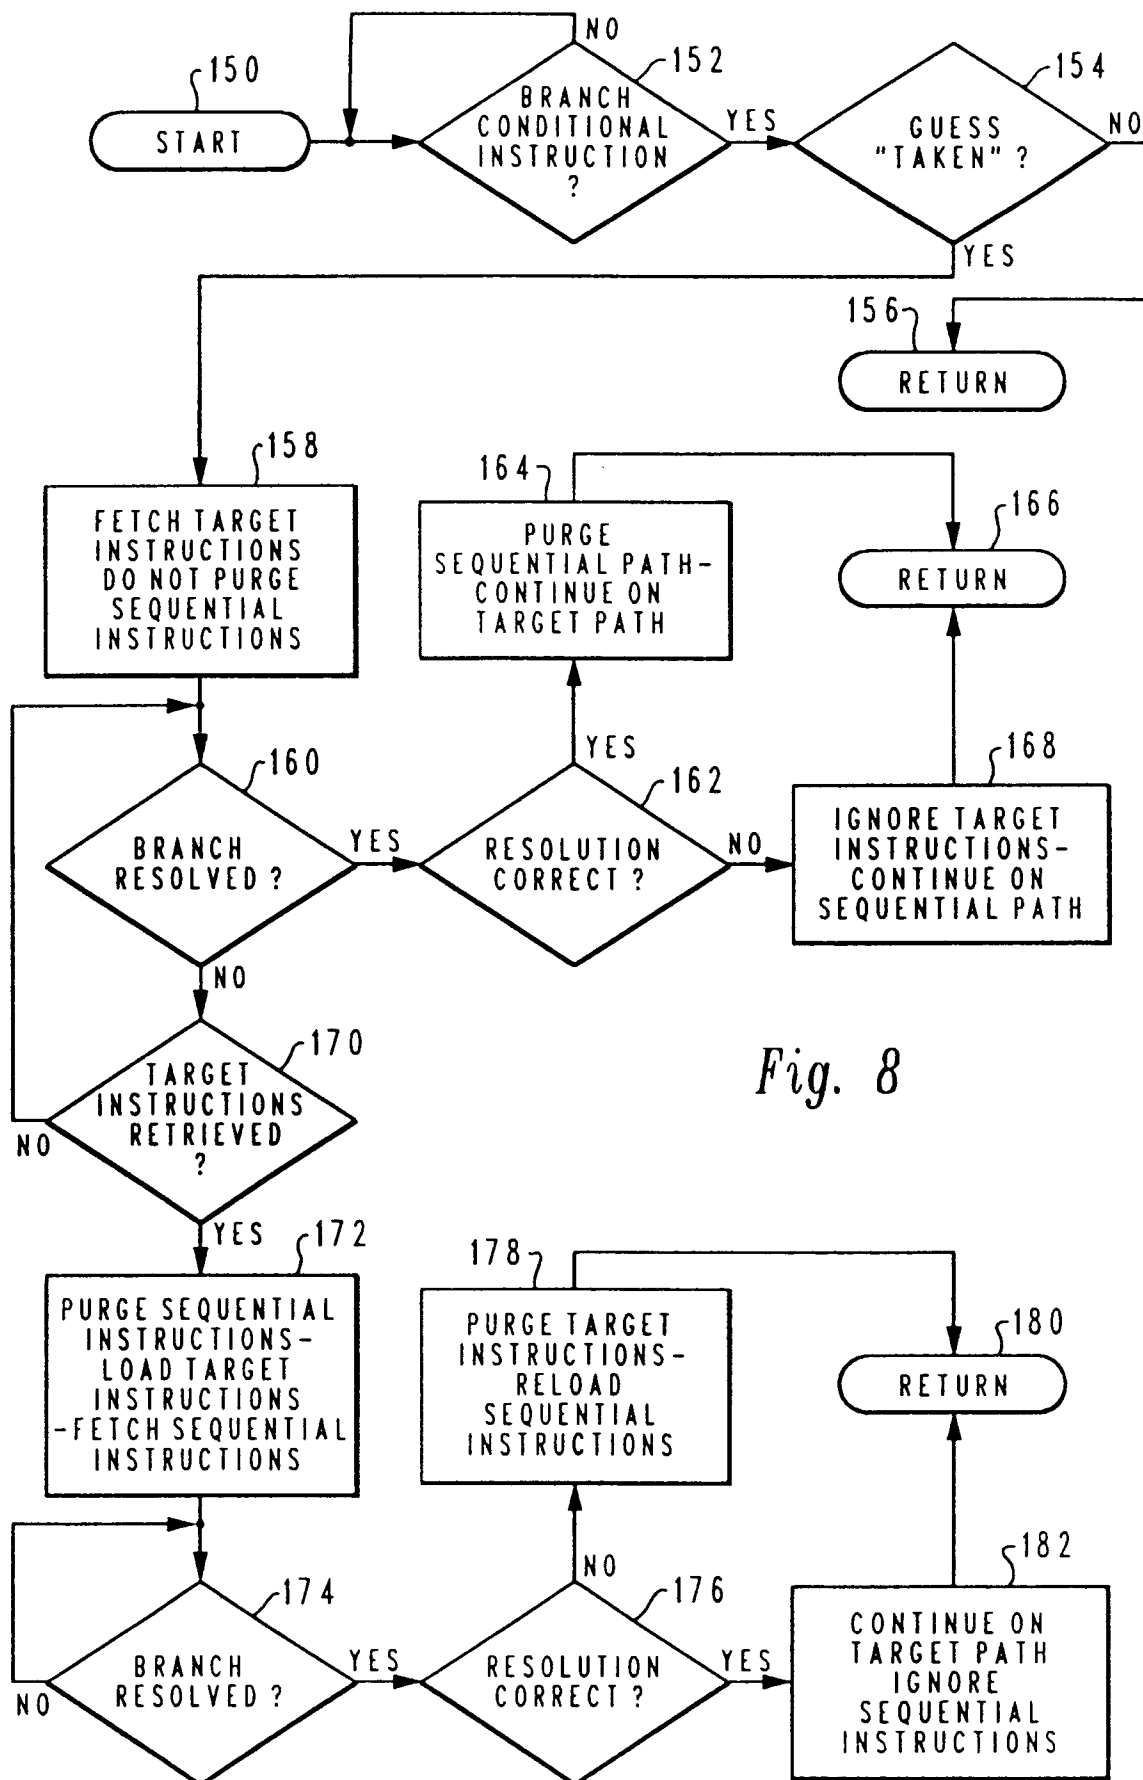 NO
150
START
152
BRANCH
CONDITIONAL
INSTRUCTION
?
YES
154
GUESS
"TAKEN" ?
NO
YES
156
RETURN
158
FETCH TARGET
INSTRUCTIONS
DO NOT PURGE
SEQUENTIAL
INSTRUCTIONS
164
PURGE
SEQUENTIAL PATH-
CONTINUE ON
TARGET PATH
166
RETURN
160
BRANCH
RESOLVED ?
YES
NO
YES
162
RESOLUTION
CORRECT ?
NO
168
IGNORE TARGET
INSTRUCTIONS-
CONTINUE ON
SEQUENTIAL PATH
170
TARGET
INSTRUCTIONS
RETRIEVED
?
NO
YES
Fig. 8
172
PURGE SEQUENTIAL
INSTRUCTIONS-
LOAD TARGET
INSTRUCTIONS
-FETCH SEQUENTIAL
INSTRUCTIONS
178
PURGE TARGET
INSTRUCTIONS-
RELOAD
SEQUENTIAL
INSTRUCTIONS
180
RETURN
174
BRANCH
RESOLVED ?
NO
YES
NO
176
RESOLUTION
CORRECT ?
YES
182
CONTINUE ON
TARGET PATH
IGNORE
SEQUENTIAL
INSTRUCTIONS